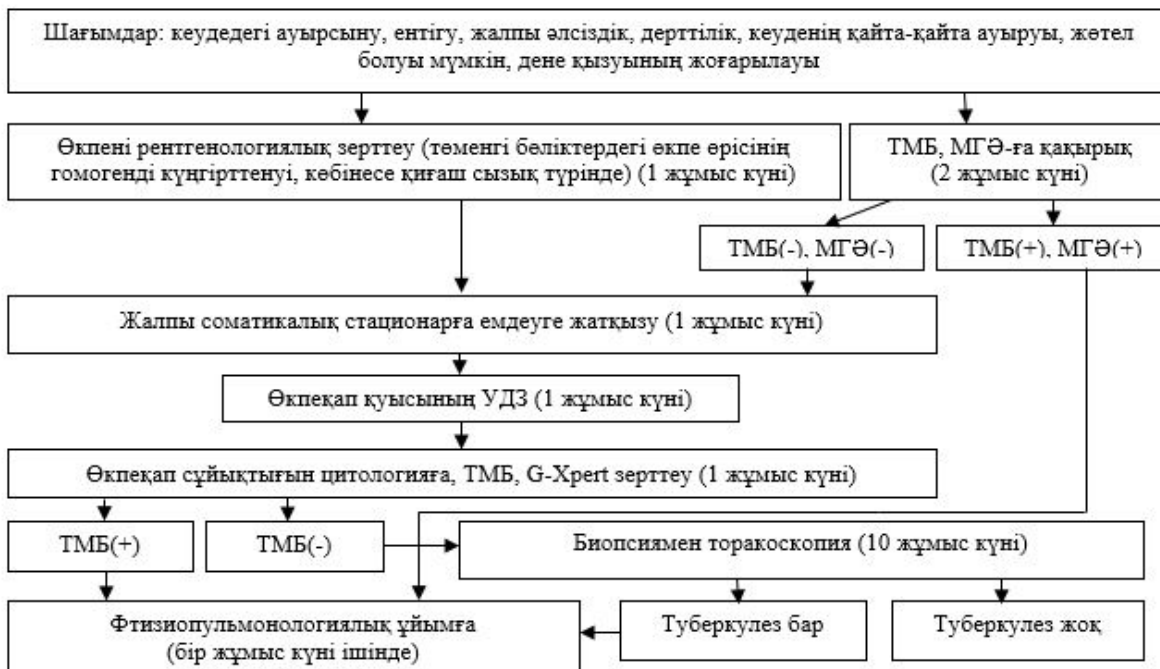 Шағымдар: кеудедегі ауырсыну, ентігу, жалпы әлсіздік, дерттілік, кеуденің қайта-қайта ауыруы, жөтел
болуы мүмкін, дене қызуының жоғарылауы
Өкпені рентгенологиялық зерттеу (төменгі бөліктердегі өкпе өрісінің
гомогенді күңгірттенуі, көбінесе қиғаш сызық түрінде) (1 жұмыс күні)
ТМБ, МГӘ-ға қақырық
(2 жұмыс күні)
ТМБ(-), МГӘ(-)
ТМБ(+), МГӘ(+)
Жалпы соматикалық стационарға емдеуге жатқызу (1 жұмыс күні)
Өкпеқап қуысының УДЗ (1 жұмыс күні)
Өкпеқап сұйықтығын цитологияға, ТМБ, G-Xpert зерттеу (1 жұмыс күні)
ТМБ(+)
ТМБ(-)
Биопсиямен торакоскопия (10 жұмыс күні)
Фтизиопульмонологиялық ұйымға
(бір жұмыс күні ішінде)
Туберкулез бар
Туберкулез жоқ